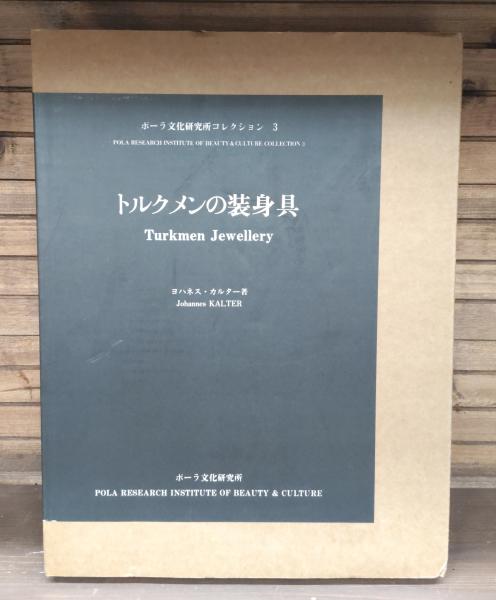 ポーラ文化研究所コレクション 3
POLA RESEARCH INSTITUTE OF BEAUTY & CULTURE COLLECTION 3
トルクメンの装身具
Turkmen Jewellery
ヨハネス・カルター著
Johannes KALTER
ポーラ文化研究所
POLA RESEARCH INSTITUTE OF BEAUTY & CULTURE